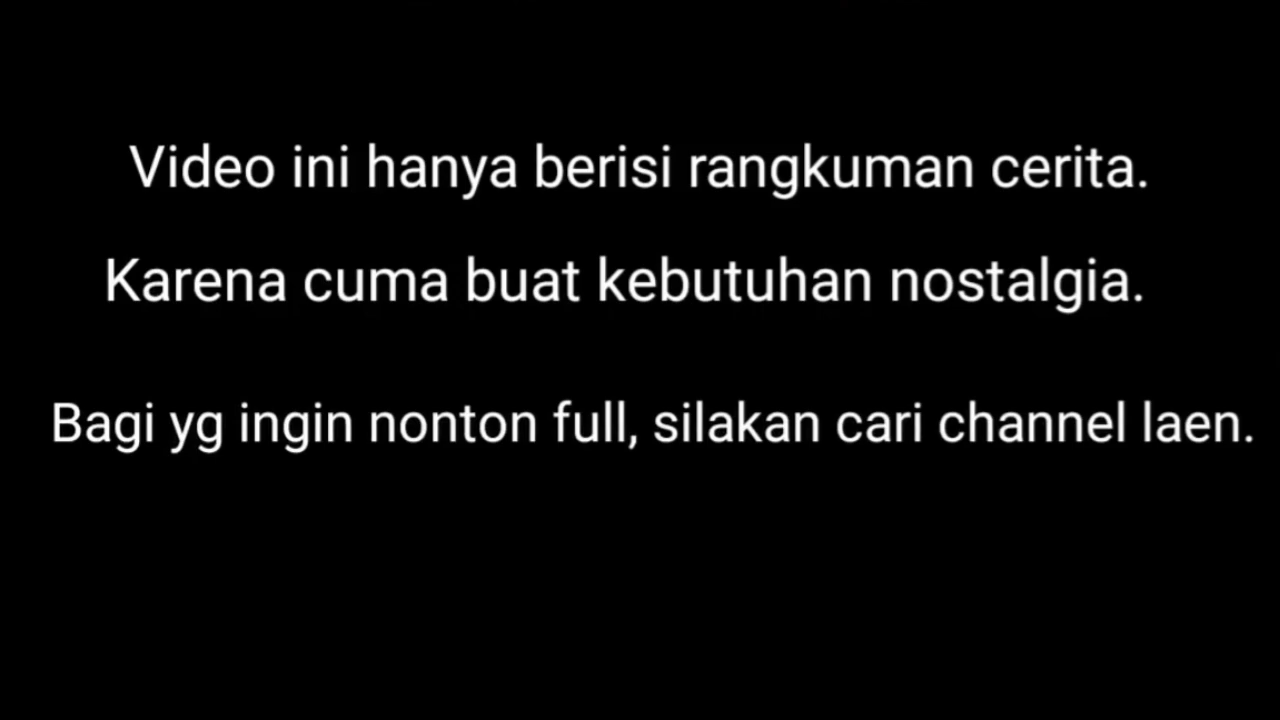 Video ini hanya berisi rangkuman cerita.
Karena cuma buat kebutuhan nostalgia.
Bagi yg ingin nonton full, silakan cari channel laen.